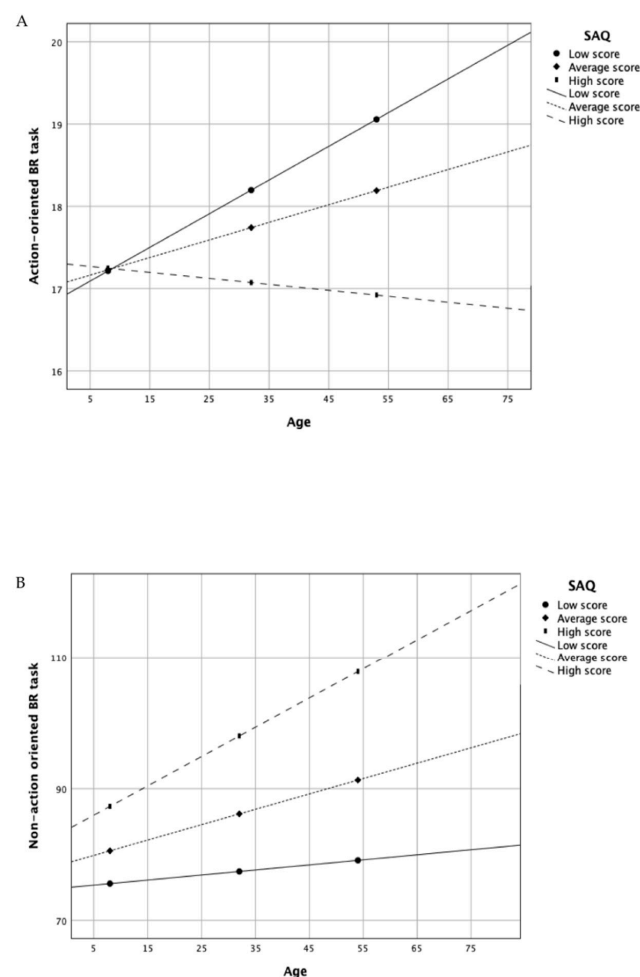 A
SAQ
Low score
Average score
High score
Low score
Average score
High score
Action-oriented BR task
20
19
18
17
16
5 15 25 35 45 55 65 75
Age
B
SAQ
Low score
Average score
High score
Low score
Average score
High score
Non-action oriented BR task
110
90
70
5 15 25 35 45 55 65 75
Age